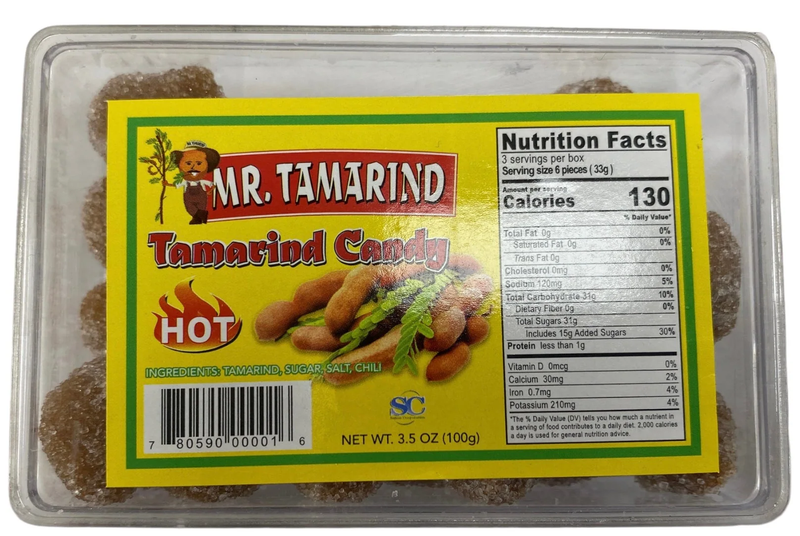 MR. TAMARIND
Tamarind Candy
HOT
INGREDIENTS: TAMARIND, SUGAR, SALT, CHILI
7 80590 00001 6
SC
NET WT. 3.5 OZ (100g)
Nutrition Facts
3 servings per box
Serving size 6 pieces ( 33g )
Amount per serving
Calories 130
% Daily Value*
Total Fat 0g 0%
Saturated Fat 0g 0%
Trans Fat 0g
Cholesterol 0mg 0%
Sodium 120mg 5%
Total Carbohydrate 31g 10%
Dietary Fiber 0g 0%
Total Sugars 31g
Includes 15g Added Sugars 30%
Protein less than 1g
Vitamin D 0mcg 0%
Calcium 30mg 2%
Iron 0.7mg 4%
Potassium 210mg 4%
*The % Daily Value (DV) tells you how much a nutrient in
a serving of food contributes to a daily diet. 2,000 calories
a day is used for general nutrition advice.